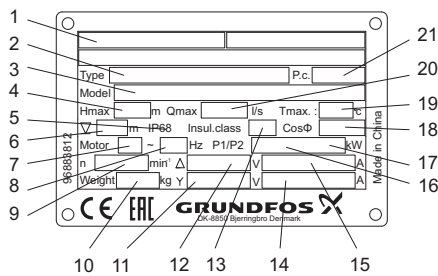 1
2
3
4
5
6
7
8
9
10
11
12
13
14
15
16
17
18
19
20
21
Type P.c.
Model
Hmax m Qmax l/s Tmax. : °c
▽ m IP68 Insul.class CosΦ
Motor ~ Hz P1/P2 kW
n min⁻¹ △ V A
Weight kg Y V A
96883812
Made in China
CE EAC GRUNDFOS X
DK-8850 Bjerringbro Denmark